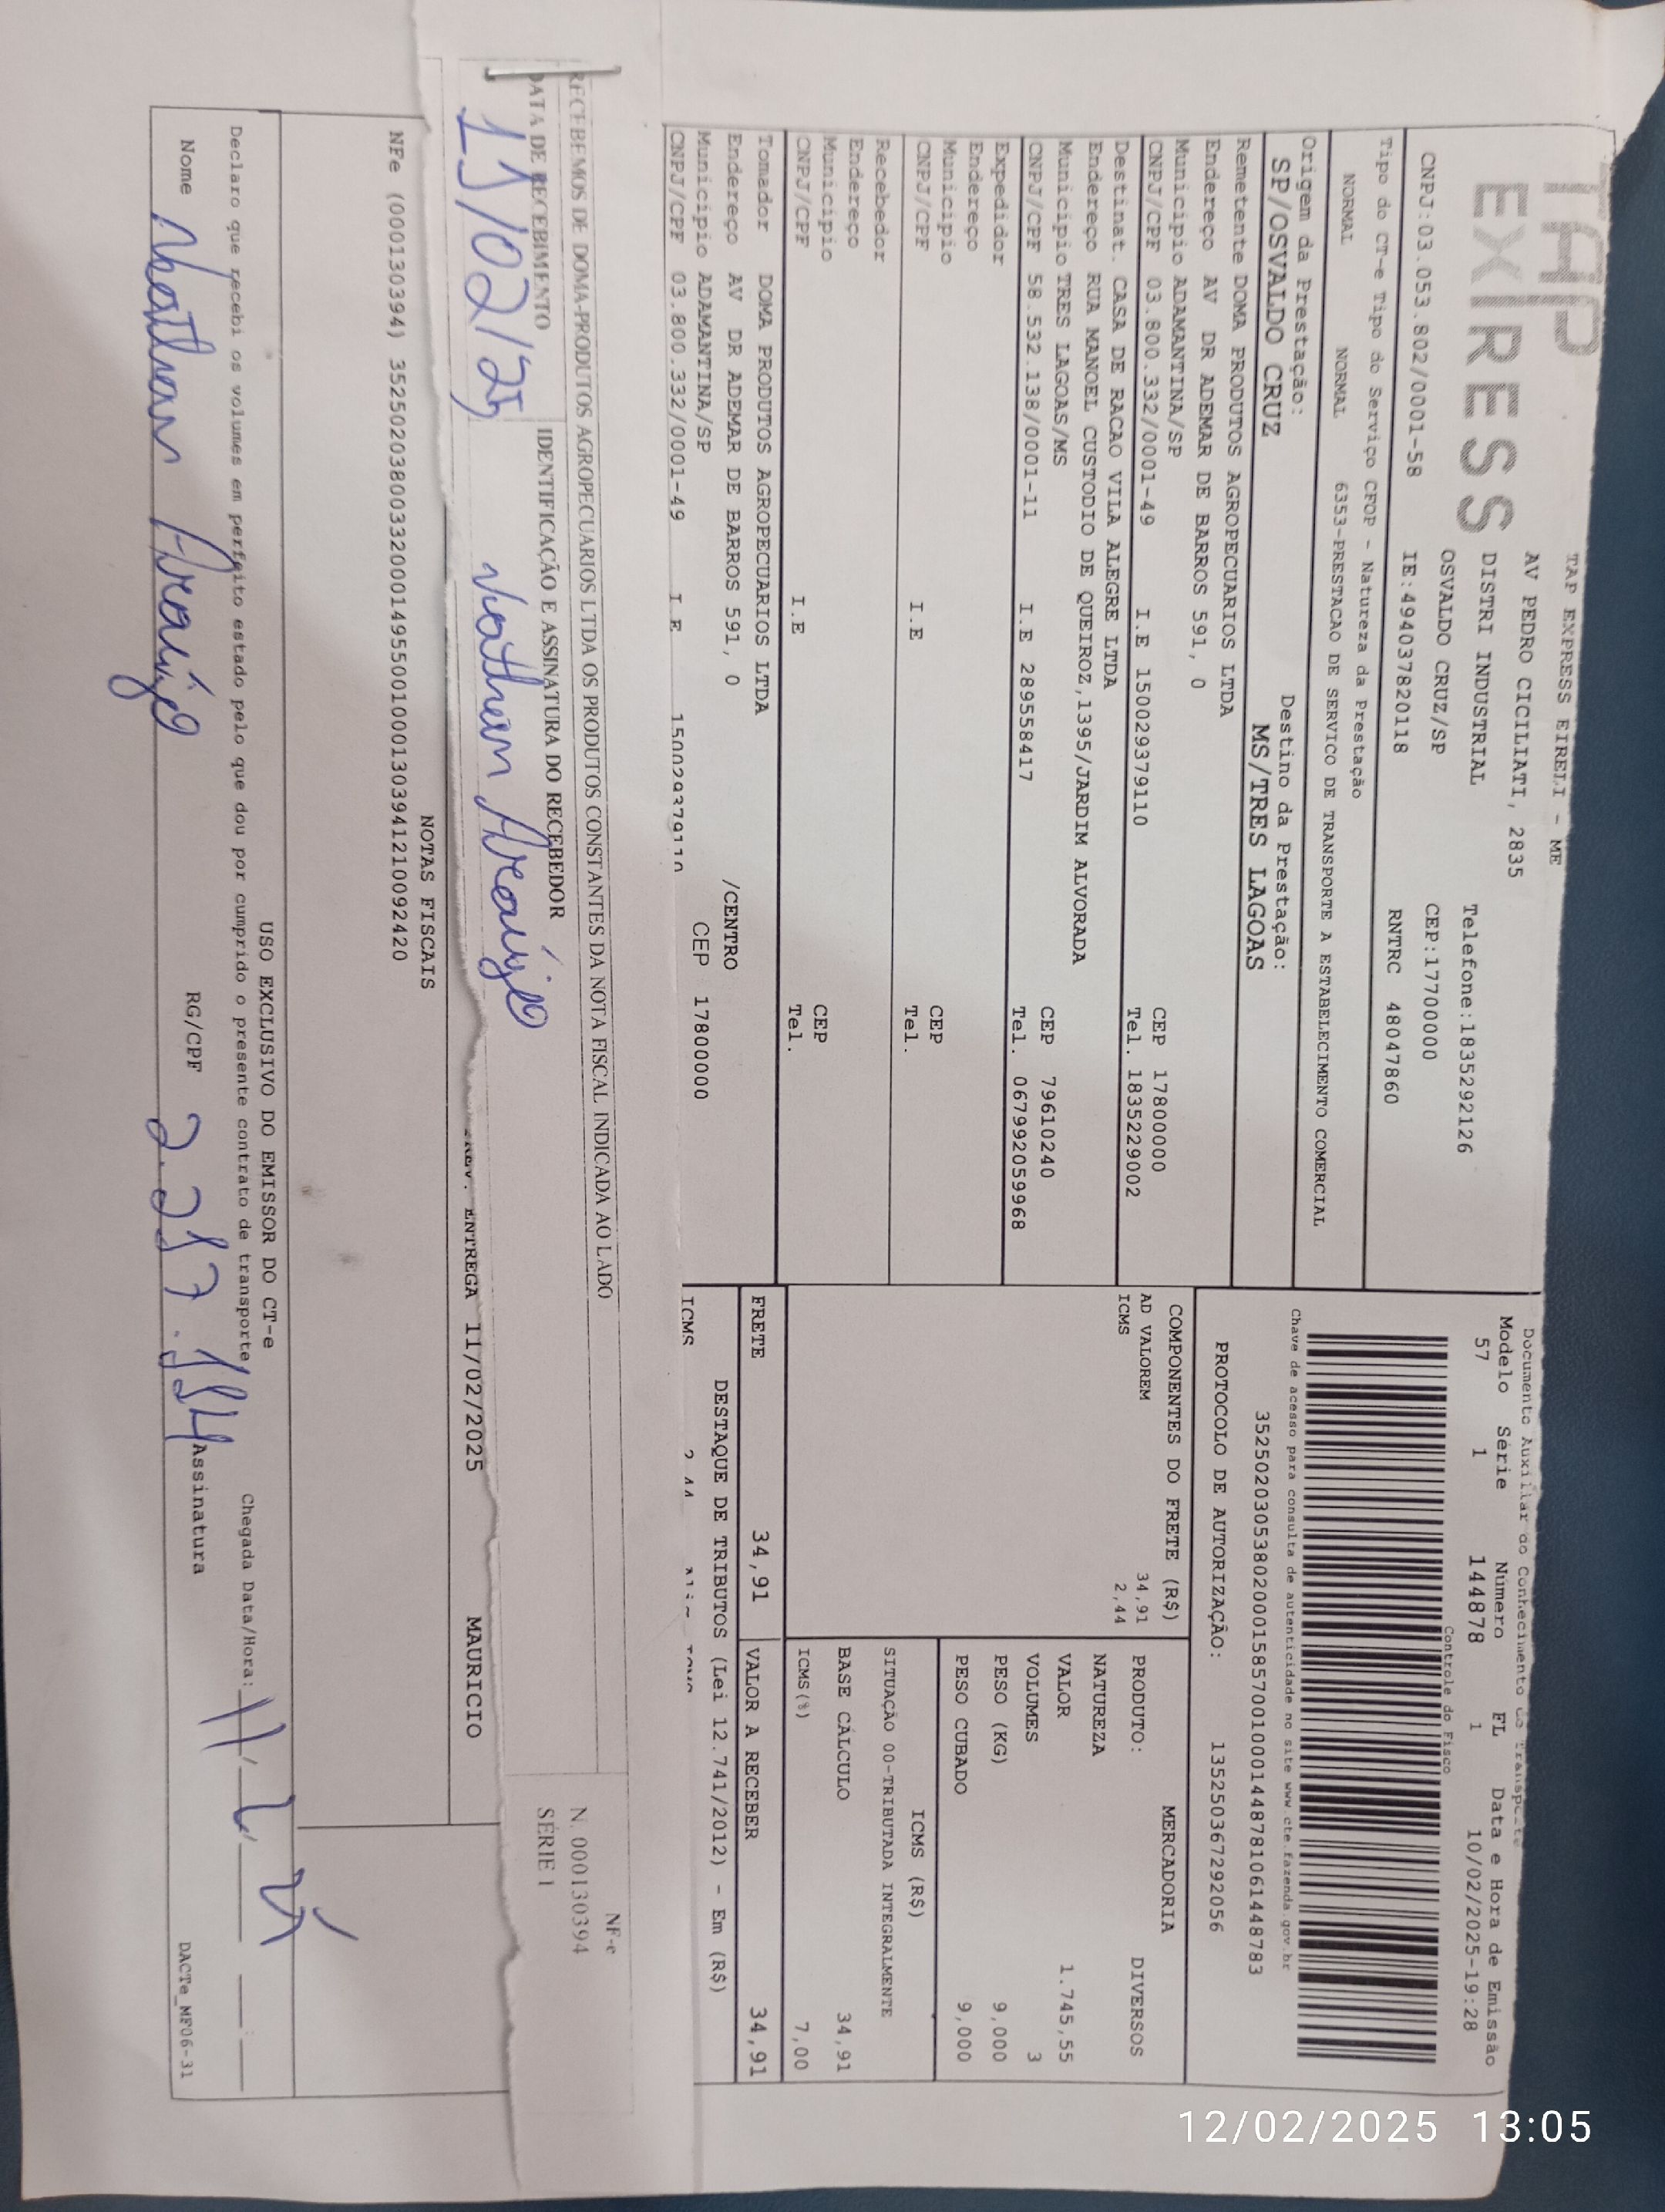 TAP
EXPRESS
TAP EXPRESS EIRELI - ME
AV PEDRO CICILIATI, 2835
DISTRI INDUSTRIAL Telefone:1835292126
OSVALDO CRUZ/SP CEP:17700000
CNPJ:03.053.802/0001-58 IE:494037820118 RNTRC 48047860
Documento Auxiliar do Conhecimento de Transporte
Modelo Série Número FL Data e Hora de Emissão
57 1 144878 1 10/02/2025-19:28
Controle do Fisco
Tipo do CT-e Tipo do Serviço CFOP - Natureza da Prestação
NORMAL NORMAL 6353-PRESTACAO DE SERVICO DE TRANSPORTE A ESTABELECIMENTO COMERCIAL
Chave de acesso para consulta de autenticidade no site www.cte.fazenda.gov.br
35250203053802000158570010001448781061448783
Origem da Prestação: Destino da Prestação:
SP/OSVALDO CRUZ MS/TRES LAGOAS
PROTOCOLO DE AUTORIZAÇÃO: 135250367292056
Remetente DOMA PRODUTOS AGROPECUARIOS LTDA
Endereço AV DR ADEMAR DE BARROS 591, 0
Municipio ADAMANTINA/SP CEP 17800000
CNPJ/CPF 03.800.332/0001-49 I.E 150029379110 Tel. 1835229002
Destinat. CASA DE RACAO VILA ALEGRE LTDA
Endereço RUA MANOEL CUSTODIO DE QUEIROZ,1395/JARDIM ALVORADA
Municipio TRES LAGOAS/MS CEP 79610240
CNPJ/CPF 58.532.138/0001-11 I.E 289558417 Tel. 067992059968
Expedidor
Endereço
Municipio CEP
CNPJ/CPF I.E Tel.
Recebedor
Endereço
Municipio CEP
CNPJ/CPF I.E Tel.
Tomador DOMA PRODUTOS AGROPECUARIOS LTDA
Endereço AV DR ADEMAR DE BARROS 591, 0 /CENTRO
Municipio ADAMANTINA/SP CEP 17800000
CNPJ/CPF 03.800.332/0001-49 I.E 150029379110
COMPONENTES DO FRETE (R$)
AD VALOREM 34,91
ICMS 2,44
MERCADORIA
PRODUTO: DIVERSOS
NATUREZA
VALOR 1.745,55
VOLUMES 3
PESO (KG) 9,000
PESO CUBADO 9,000
ICMS (R$)
SITUAÇÃO 00-TRIBUTADA INTEGRALMENTE
BASE CÁLCULO 34,91
ICMS(%) 7,00
FRETE 34,91 VALOR A RECEBER 34,91
DESTAQUE DE TRIBUTOS (Lei 12.741/2012) - Em (R$)
ICMS 2,44
RECEBEMOS DE DOMA-PRODUTOS AGROPECUARIOS LTDA OS PRODUTOS CONSTANTES DA NOTA FISCAL INDICADA AO LADO
DATA DE RECEBIMENTO IDENTIFICAÇÃO E ASSINATURA DO RECEBEDOR
11/02/25 Nathan Araújo
NF-e
N. 000130394
SÉRIE 1
PREV. ENTREGA 11/02/2025 MAURICIO
NOTAS FISCAIS
NFe (000130394) 35250203800332000149550010001303941210092420
USO EXCLUSIVO DO EMISSOR DO CT-e
Declaro que recebi os volumes em perfeito estado pelo que dou por cumprido o presente contrato de transporte Chegada Data/Hora: 11/2/25
Nome Nathan Araújo RG/CPF Assinatura
DACTe_MF06-31
12/02/2025 13:05